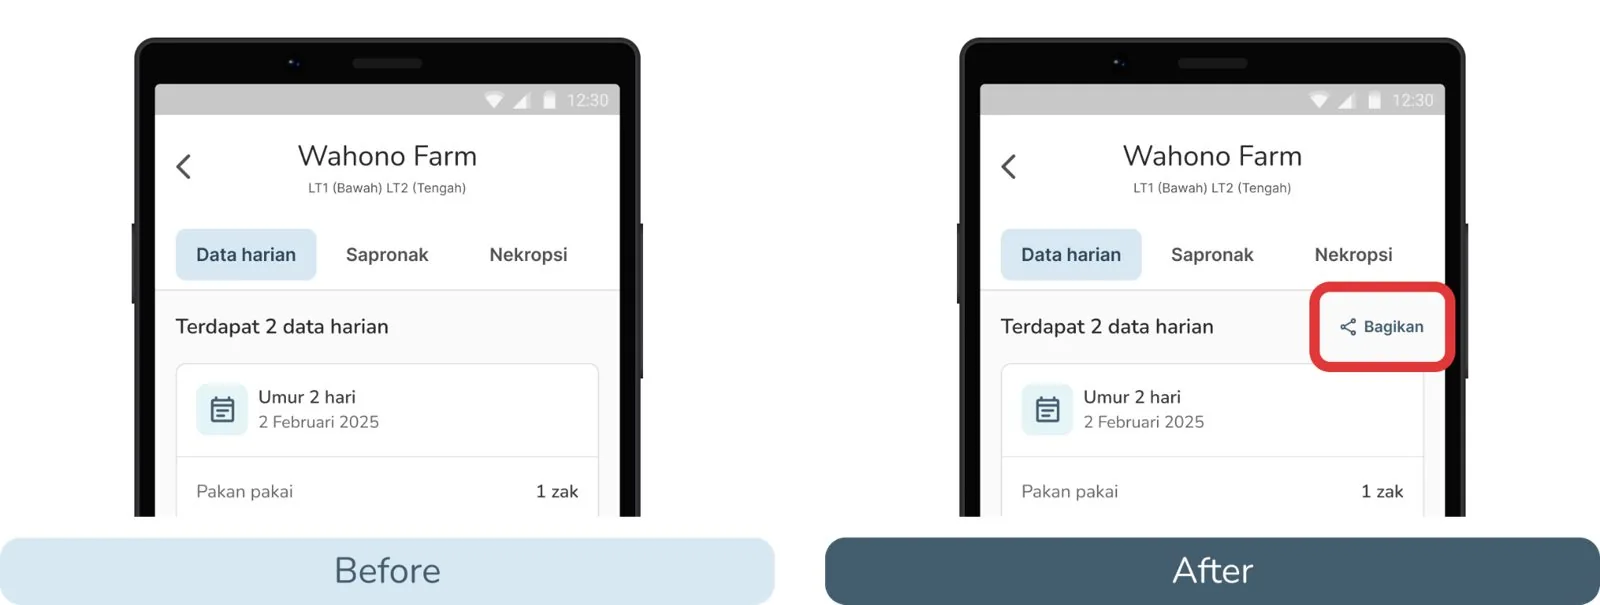 12:30
Wahono Farm
LT1 (Bawah) LT2 (Tengah)
Data harian Sapronak Nekropsi
Terdapat 2 data harian
Umur 2 hari
2 Februari 2025
Pakan pakai 1 zak
Before
12:30
Wahono Farm
LT1 (Bawah) LT2 (Tengah)
Data harian Sapronak Nekropsi
Terdapat 2 data harian Bagikan
Umur 2 hari
2 Februari 2025
Pakan pakai 1 zak
After